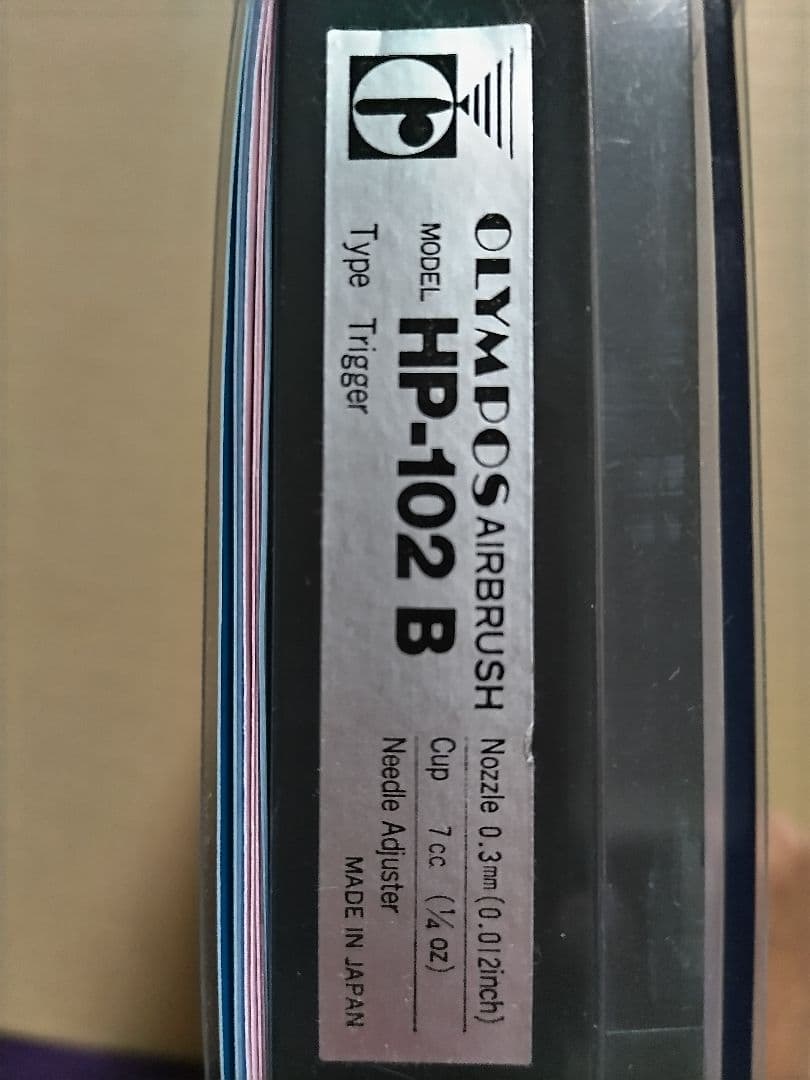 OLYMPOS AIRBRUSH
MODEL HP-102 B
Type Trigger
Nozzle 0.3mm (0.012inch)
Cup 7cc (¼ oz)
Needle Adjuster
MADE IN JAPAN